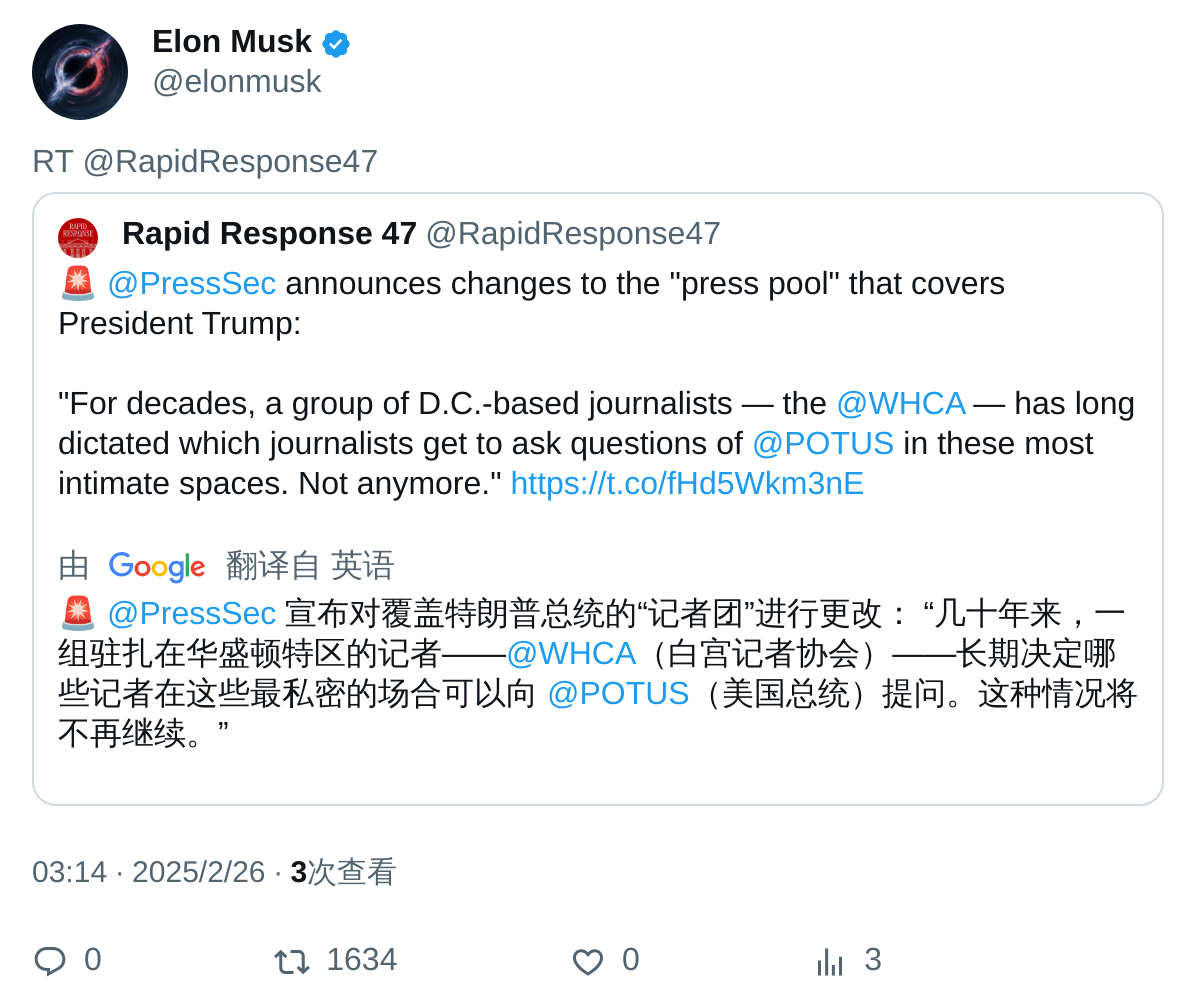 Elon Musk
@elonmusk
RT @RapidResponse47
RAPID
RESPONSE
Rapid Response 47 @RapidResponse47
🚨 @PressSec announces changes to the "press pool" that covers
President Trump:
"For decades, a group of D.C.-based journalists — the @WHCA — has long
dictated which journalists get to ask questions of @POTUS in these most
intimate spaces. Not anymore." https://t.co/fHd5Wkm3nE
由 Google 翻译自 英语
🚨 @PressSec 宣布对覆盖特朗普总统的“记者团”进行更改： “几十年来，一
组驻扎在华盛顿特区的记者——@WHCA（白宫记者协会）——长期决定哪
些记者在这些最私密的场合可以向 @POTUS（美国总统）提问。这种情况将
不再继续。”
03:14 · 2025/2/26 · 3次查看
0 1634 0 3